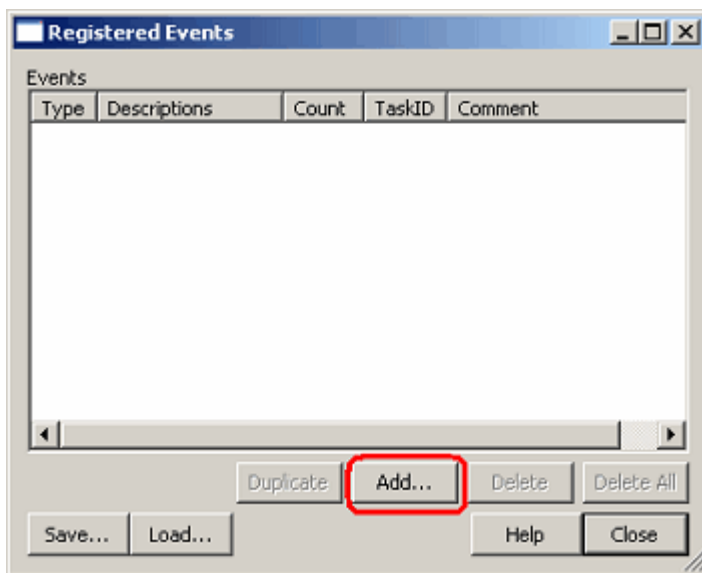 Registered Events
Events
Type Descriptions Count TaskID Comment
Duplicate Add... Delete Delete All
Save... Load... Help Close